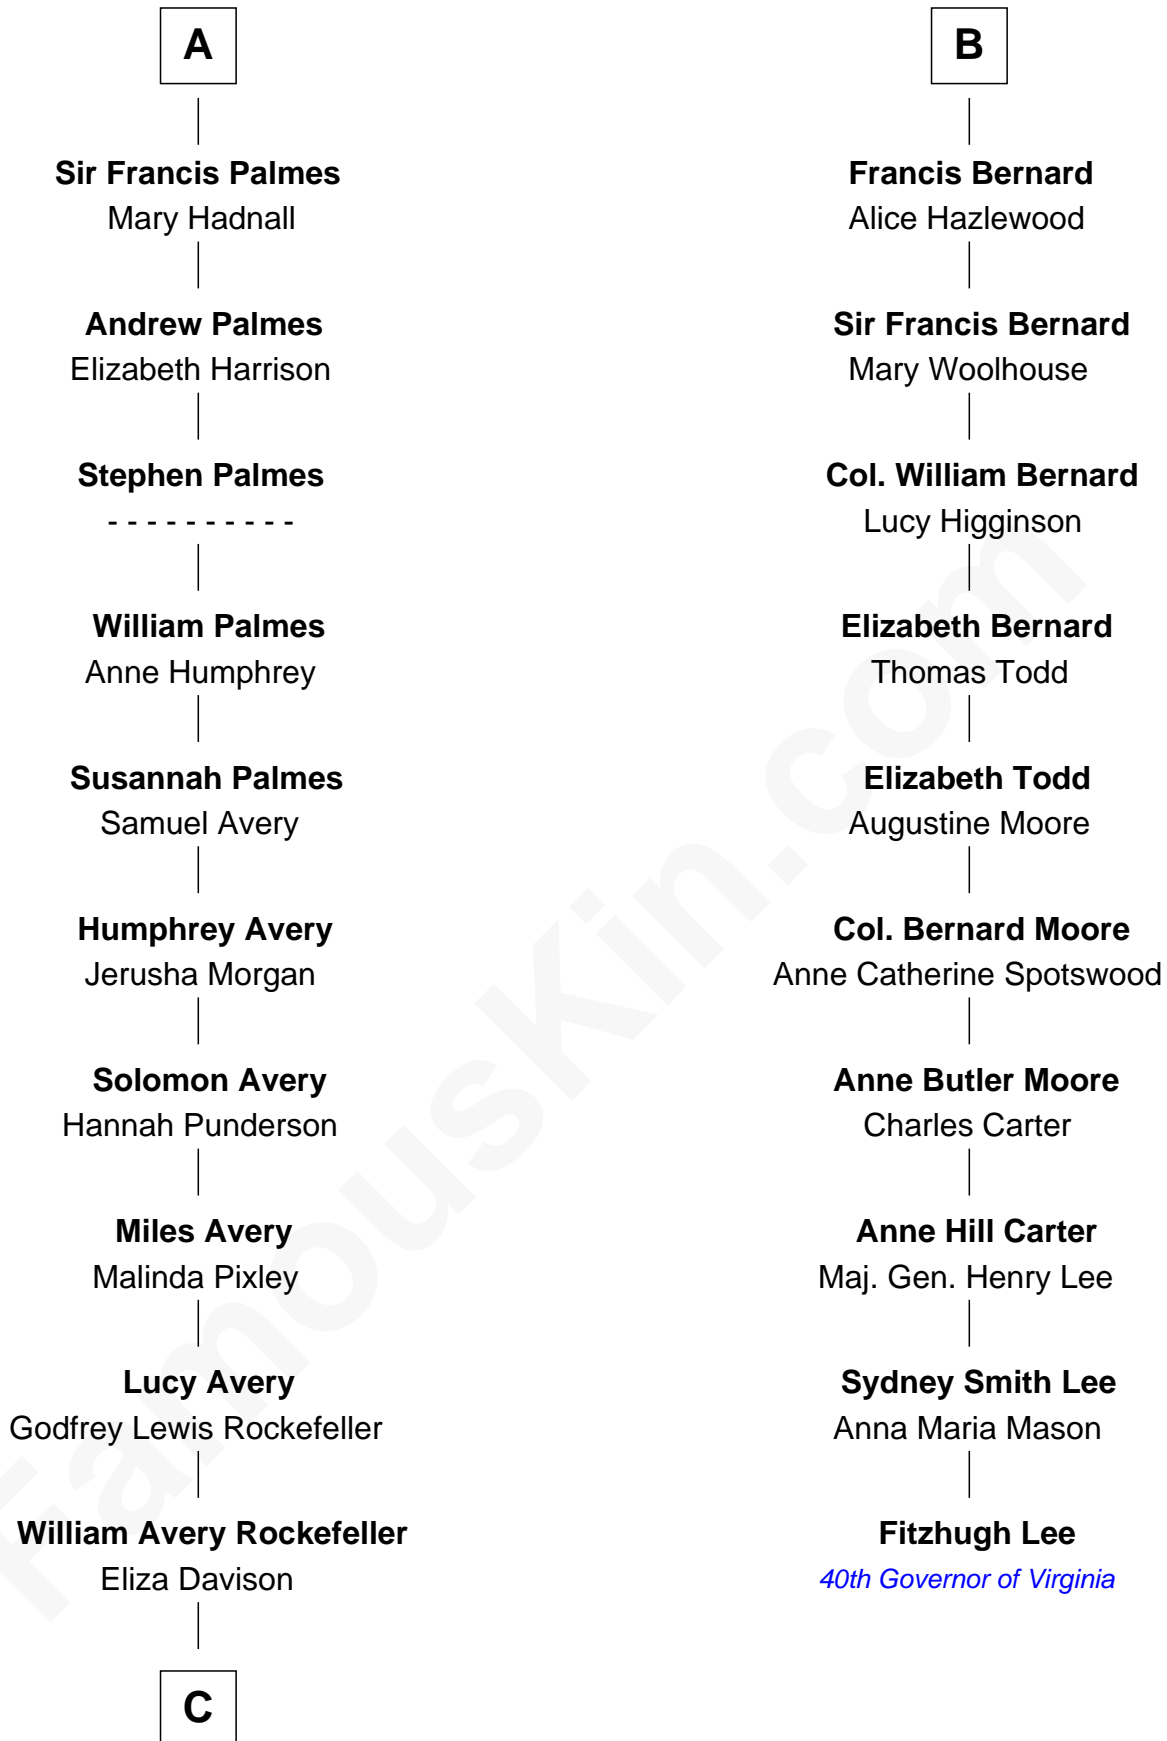 A
Sir Francis Palmes
Mary Hadnall
Andrew Palmes
Elizabeth Harrison
Stephen Palmes
- - - - - - - - - -
William Palmes
Anne Humphrey
Susannah Palmes
Samuel Avery
Humphrey Avery
Jerusha Morgan
Solomon Avery
Hannah Punderson
Miles Avery
Malinda Pixley
Lucy Avery
Godfrey Lewis Rockefeller
William Avery Rockefeller
Eliza Davison
C
B
Francis Bernard
Alice Hazlewood
Sir Francis Bernard
Mary Woolhouse
Col. William Bernard
Lucy Higginson
Elizabeth Bernard
Thomas Todd
Elizabeth Todd
Augustine Moore
Col. Bernard Moore
Anne Catherine Spotswood
Anne Butler Moore
Charles Carter
Anne Hill Carter
Maj. Gen. Henry Lee
Sydney Smith Lee
Anna Maria Mason
Fitzhugh Lee
40th Governor of Virginia
FamousKin.com